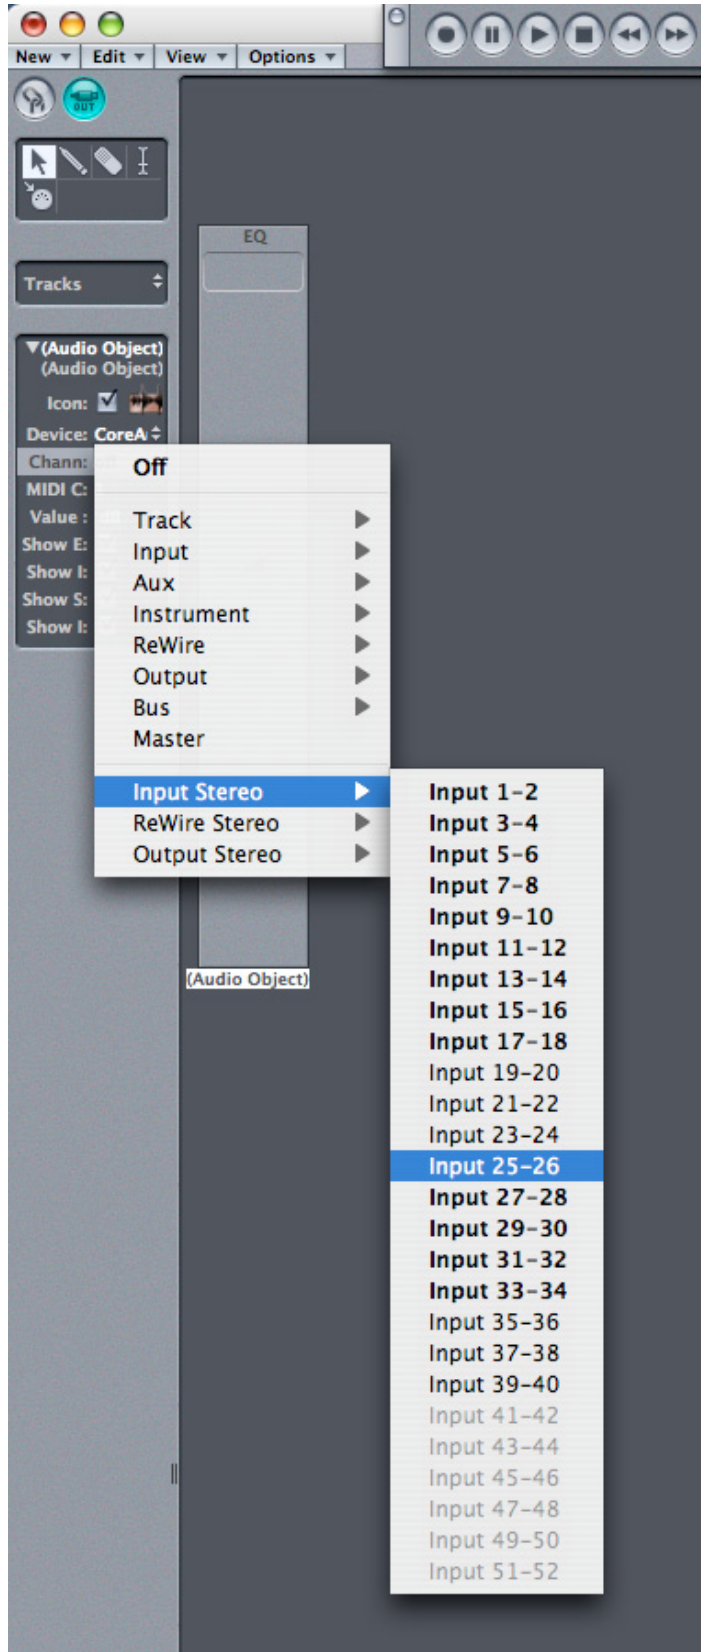 New Edit View Options
OUT
EQ
Tracks
(Audio Object)
(Audio Object)
Icon:
Device: CoreA
Chann:
MIDI C:
Value :
Show E:
Show I:
Show S:
Show I:
Off
Track
Input
Aux
Instrument
ReWire
Output
Bus
Master
Input Stereo
ReWire Stereo
Output Stereo
Input 1-2
Input 3-4
Input 5-6
Input 7-8
Input 9-10
Input 11-12
Input 13-14
Input 15-16
Input 17-18
Input 19-20
Input 21-22
Input 23-24
Input 25-26
Input 27-28
Input 29-30
Input 31-32
Input 33-34
Input 35-36
Input 37-38
Input 39-40
Input 41-42
Input 43-44
Input 45-46
Input 47-48
Input 49-50
Input 51-52
(Audio Object)